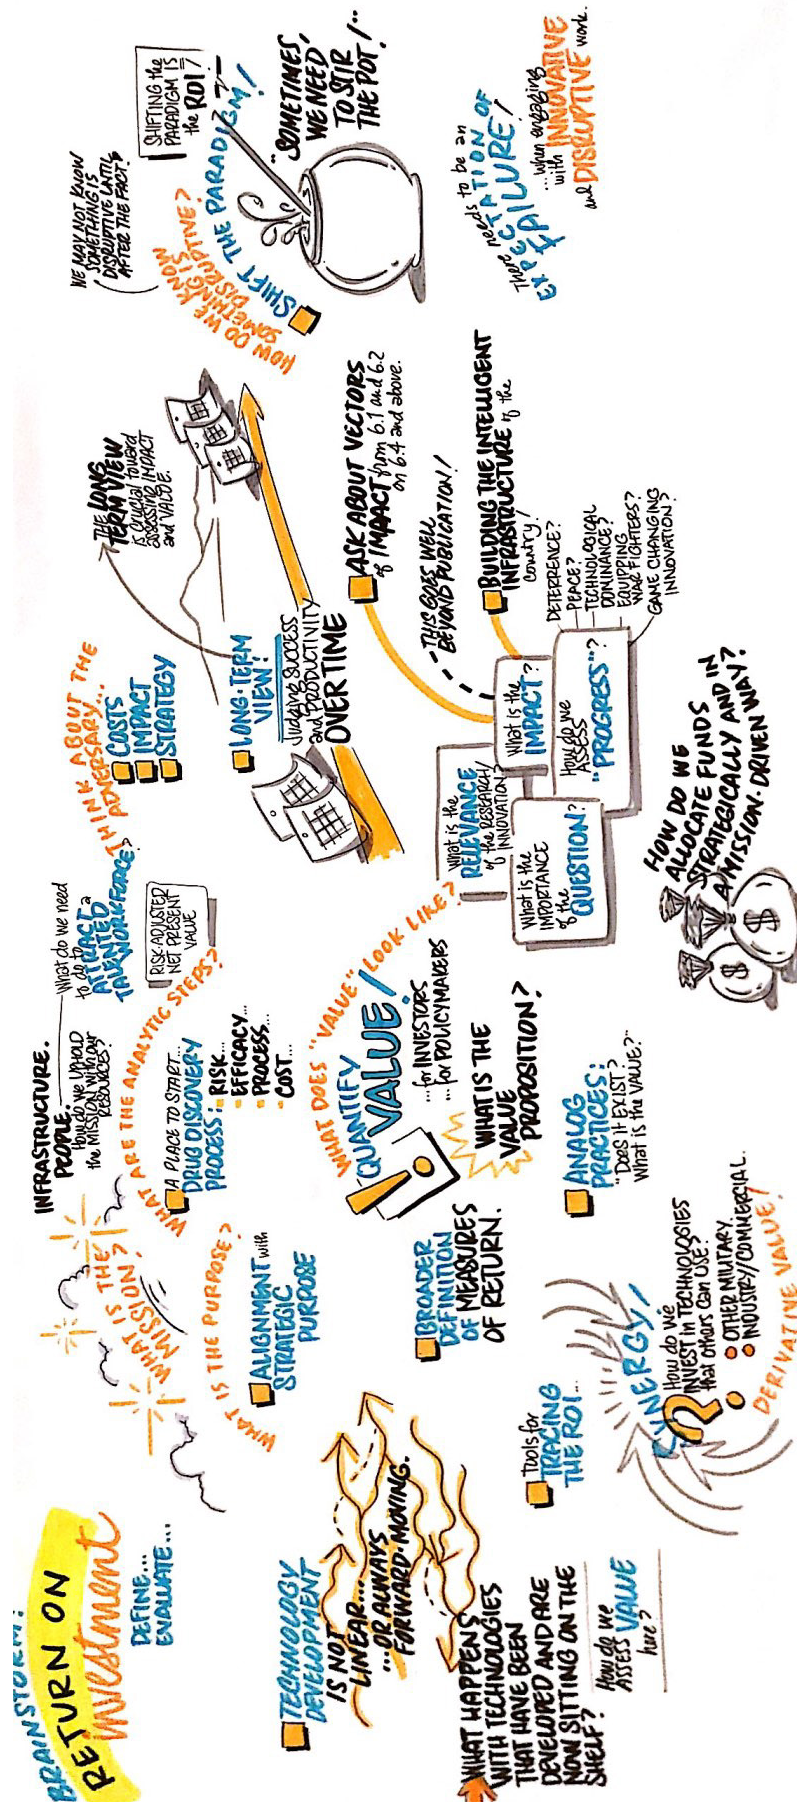 BRAINSTORM:
RETURN ON
investment
DEFINE...
EVALUATE...
TECHNOLOGY
DEVELOPMENT
IS NOT
LINEAR...
...OR ALWAYS
FORWARD-MOVING.
WHAT HAPPENS
WITH TECHNOLOGIES
THAT HAVE BEEN
DEVELOPED AND ARE
NOW SITTING ON THE
SHELF?
How do we
ASSESS VALUE
here?
WHAT IS THE
MISSION?
WHAT IS THE PURPOSE?
ALIGNMENT with
STRATEGIC
PURPOSE
BROADER
DEFINITION
OF MEASURES
OF RETURN.
Tools for
TRACING
THE ROI...
SYNERGY!
How do we
INVEST in TECHNOLOGIES
that others can USE?
OTHER MILITARY
INDUSTRY/COMMERCIAL.
DERIVATIVE VALUE!
INFRASTRUCTURE.
PEOPLE.
How do we UPHOLD
the MISSION with our
RESOURCES?
What do we need
to do to
ATTRACT a
TALENTED
WORKFORCE?
WHAT ARE THE ANALYTIC STEPS?
RISK-ADJUSTED
NET PRESENT
VALUE
A PLACE TO START...
DRUG DISCOVERY
PROCESS:
RISK...
EFFICACY...
PROCESS...
COST...
WHAT DOES "VALUE" LOOK LIKE?
QUANTIFY
VALUE!
...for INVESTORS
...for POLICYMAKERS
WHAT IS THE
VALUE
PROPOSITION?
ANALOG
PRACTICES:
"DOES IT EXIST?
What is the VALUE?"
THINK ABOUT THE
ADVERSARY...
COSTS
IMPACT
STRATEGY
THE LONG
TERM VIEW
is crucial toward
assessing IMPACT
and VALUE.
LONG-TERM
VIEW!
Judging SUCCESS
and PRODUCTIVITY
OVER TIME
What is the
RELEVANCE
of the RESEARCH/
INNOVATION?
What is the
IMPORTANCE
of the
QUESTION?
What is the
IMPACT?
How do we
ASSESS
"PROGRESS"?
DETERRENCE?
PEACE?
TECHNOLOGICAL
DOMINANCE?
EQUIPPING
WAR FIGHTERS?
GAME CHANGING
INNOVATION?
HOW DO WE
ALLOCATE FUNDS
STRATEGICALLY AND IN
A MISSION-DRIVEN WAY?
$
$
ASK ABOUT VECTORS
of IMPACT from 6.1 and 6.2
on 6.4 and above.
THIS GOES WELL
BEYOND PUBLICATION!
BUILDING THE INTELLIGENT
INFRASTRUCTURE of the
country!
WE MAY NOT KNOW
SOMETHING IS
DISRUPTIVE UNTIL
AFTER THE FACT!
HOW DO WE KNOW
SOMETHING IS
DISRUPTIVE?
SHIFT THE PARADIGM!
SHIFTING the
PARADIGM IS
the ROI!
"SOMETIMES,
WE NEED
TO STIR
THE POT!"
There needs to be an
EXPECTATION OF
FAILURE!
...when engaging
with INNOVATIVE
and DISRUPTIVE work.